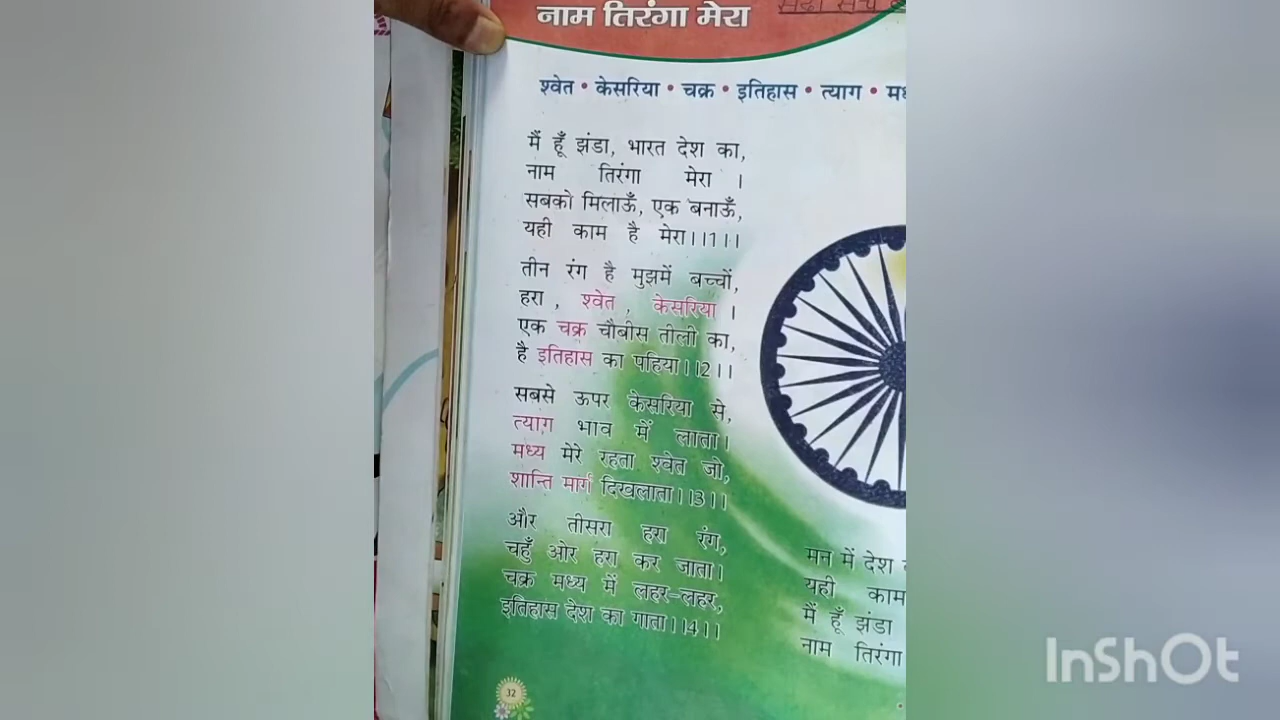 नाम तिरंगा मेरा
श्वेत • केसरिया • चक्र • इतिहास • त्याग •
मैं हूँ झंडा, भारत देश का,
नाम तिरंगा मेरा ।
सबको मिलाऊँ, एक बनाऊँ,
यही काम है मेरा।।1।।
तीन रंग है मुझमें बच्चों,
हरा , श्वेत , केसरिया ।
एक चक्र चौबीस तीली का,
है इतिहास का पहिया।।2।।
सबसे ऊपर केसरिया से,
त्याग भाव में लाता।
मध्य मेरे रहता श्वेत जो,
शान्ति मार्ग दिखलाता।।3।।
और तीसरा हरा रंग,
चहुँ ओर हरा कर जाता।
चक्र मध्य में लहर-लहर,
इतिहास देश का गाता।।4।।
मन में देश
यही काम
मैं हूँ झंडा
नाम तिरंगा
32
InShOt